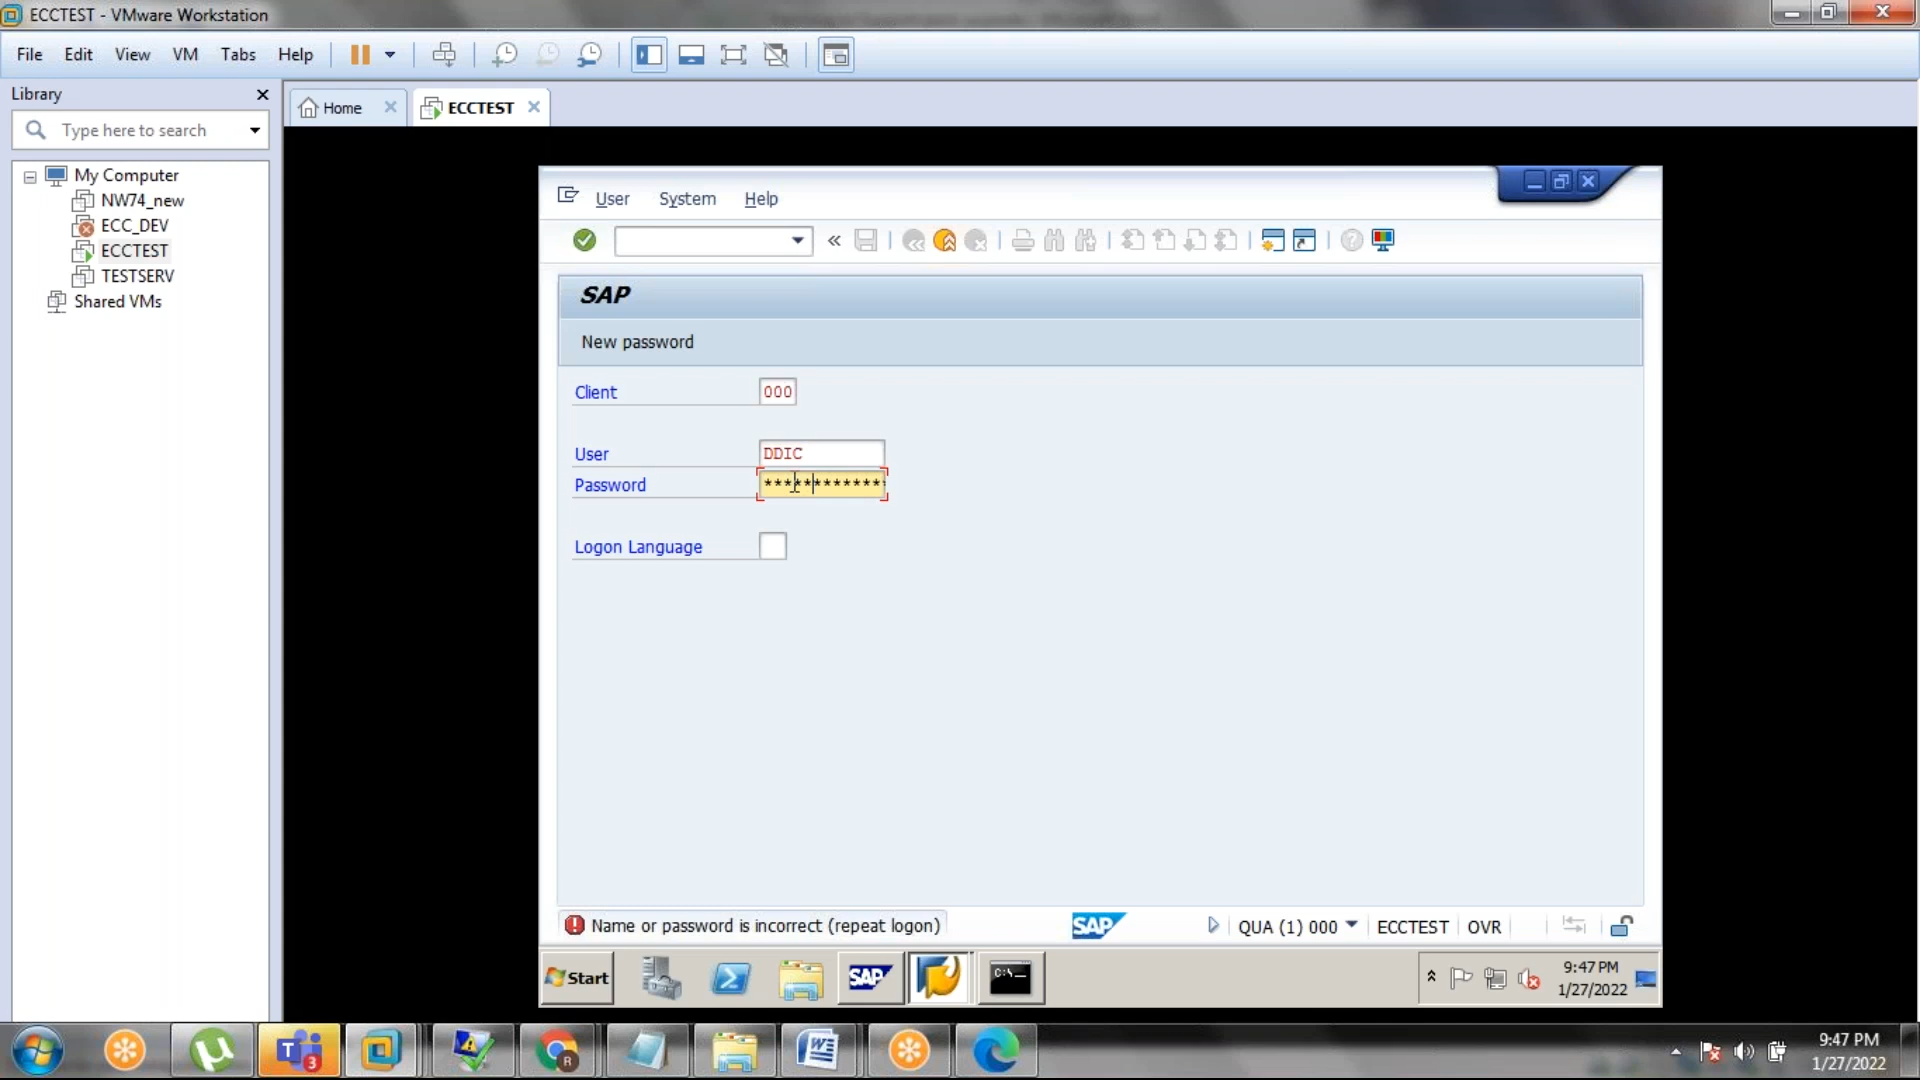 ECCTEST - VMware Workstation
File Edit View VM Tabs Help
Library
Type here to search
My Computer
NW74_new
ECC_DEV
ECCTEST
TESTSERV
Shared VMs
Home
ECCTEST
User System Help
SAP
New password
Client 000
User DDIC
Password *************
Logon Language
Name or password is incorrect (repeat logon)
SAP
QUA (1) 000
ECCTEST
OVR
Start
SAP
C:\_
9:47 PM
1/27/2022
T
3
R
W
9:47 PM
1/27/2022